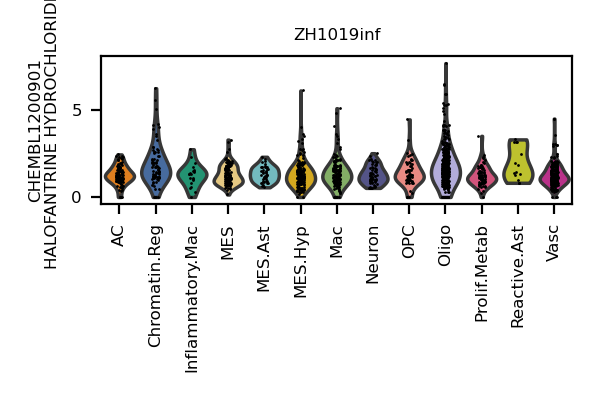 ZH1019inf
CHEMBL1200901
HALOFANTRINE HYDROCHLORIDE
5
0
AC
Chromatin.Reg
Inflammatory.Mac
MES
MES.Ast
MES.Hyp
Mac
Neuron
OPC
Oligo
Prolif.Metab
Reactive.Ast
Vasc